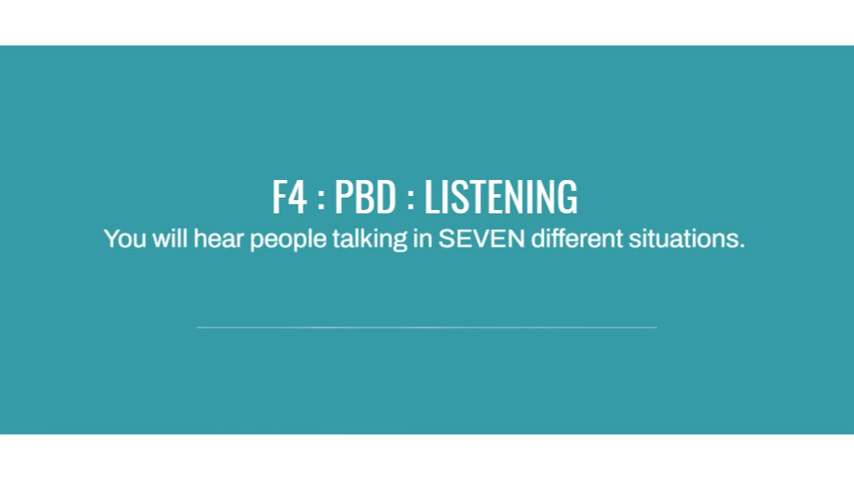 F4 : PBD : LISTENING
You will hear people talking in SEVEN different situations.